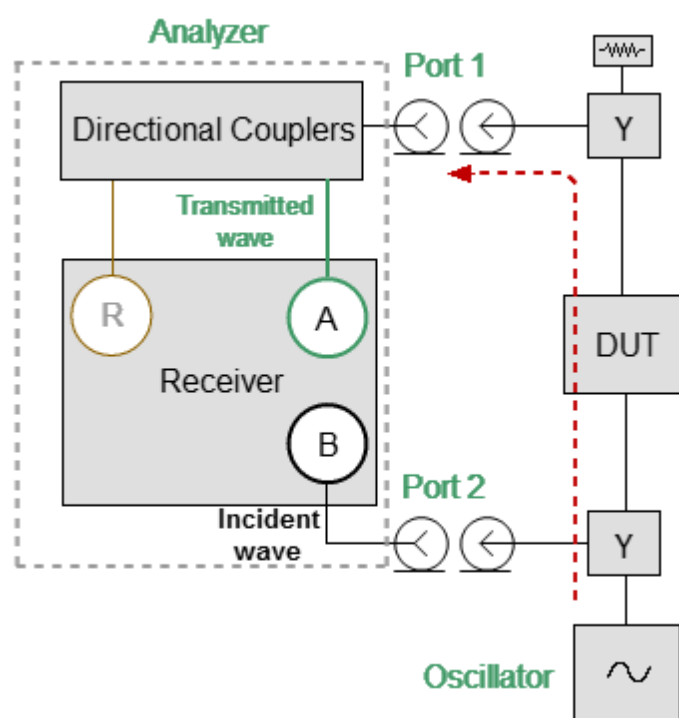 Analyzer
Port 1
Directional Couplers
Y
Transmitted
wave
R
A
DUT
Receiver
B
Port 2
Incident
wave
Y
Oscillator